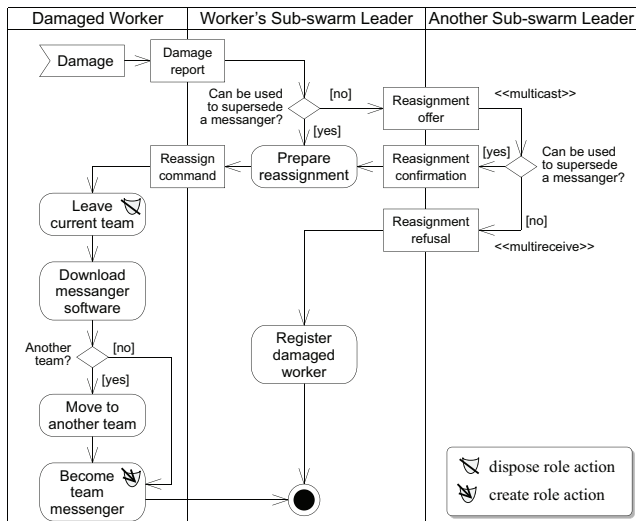 Damaged Worker
Worker's Sub-swarm Leader
Another Sub-swarm Leader
Damage
Damage
report
Can be used
to supersede
a messanger?
[no]
[yes]
Reasignment
offer
<<multicast>>
Can be used
to supersede
a messanger?
[yes]
[no]
Reassign
command
Prepare
reassignment
Reasignment
confirmation
Reasignment
refusal
<<multireceive>>
Leave
current team
Download
messanger
software
Another
team?
[no]
[yes]
Register
damaged
worker
Move to
another team
Become
team
messenger
dispose role action
create role action